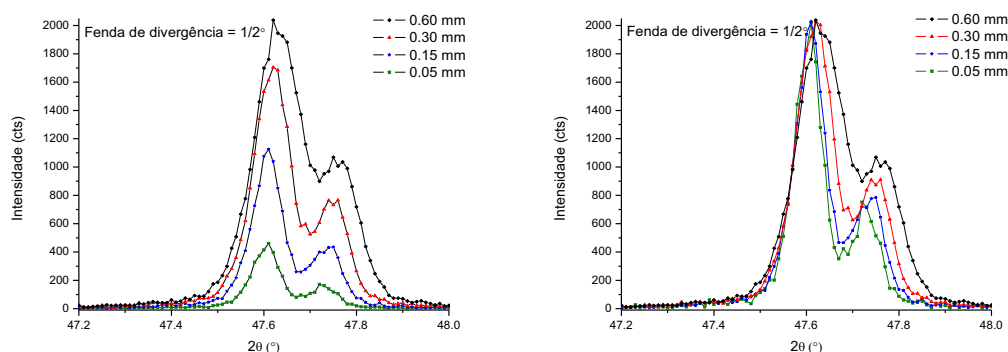 Fenda de divergência = 1/2°
0.60 mm
0.30 mm
0.15 mm
0.05 mm
2000
1800
1600
1400
1200
1000
800
600
400
200
0
Intensidade (cts)
47.2
47.4
47.6
47.8
48.0
2θ (°)
Fenda de divergência = 1/2°
0.60 mm
0.30 mm
0.15 mm
0.05 mm
2000
1800
1600
1400
1200
1000
800
600
400
200
0
Intensidade (cts)
47.2
47.4
47.6
47.8
48.0
2θ (°)